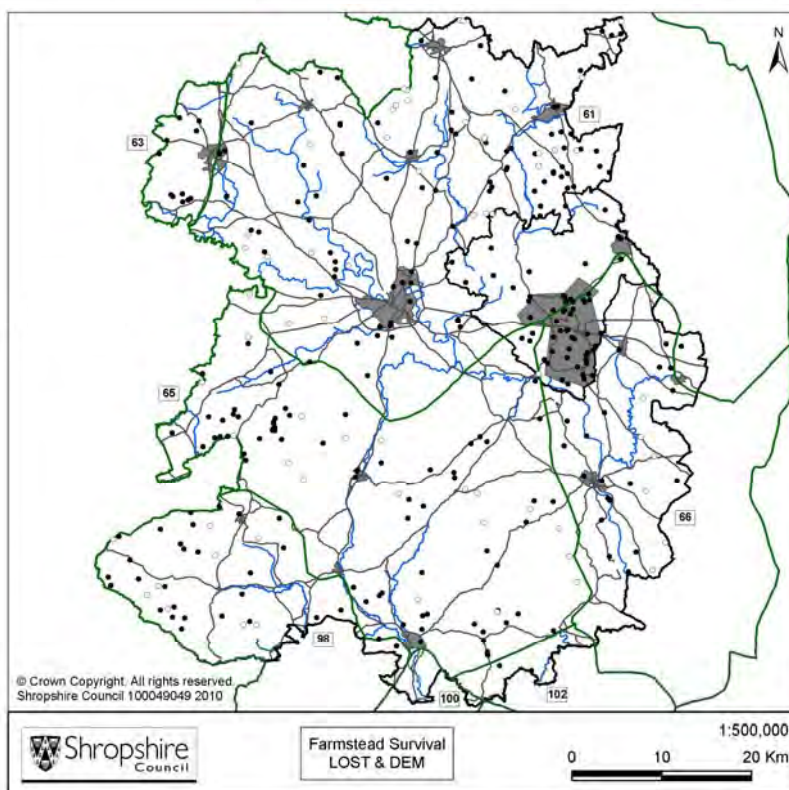 N
61
63
65
66
98
100
102
© Crown Copyright. All rights reserved
Shropshire Council 100049049 2010
Shropshire
Council
Farmstead Survival
LOST & DEM
1:500,000
0 10 20 Km